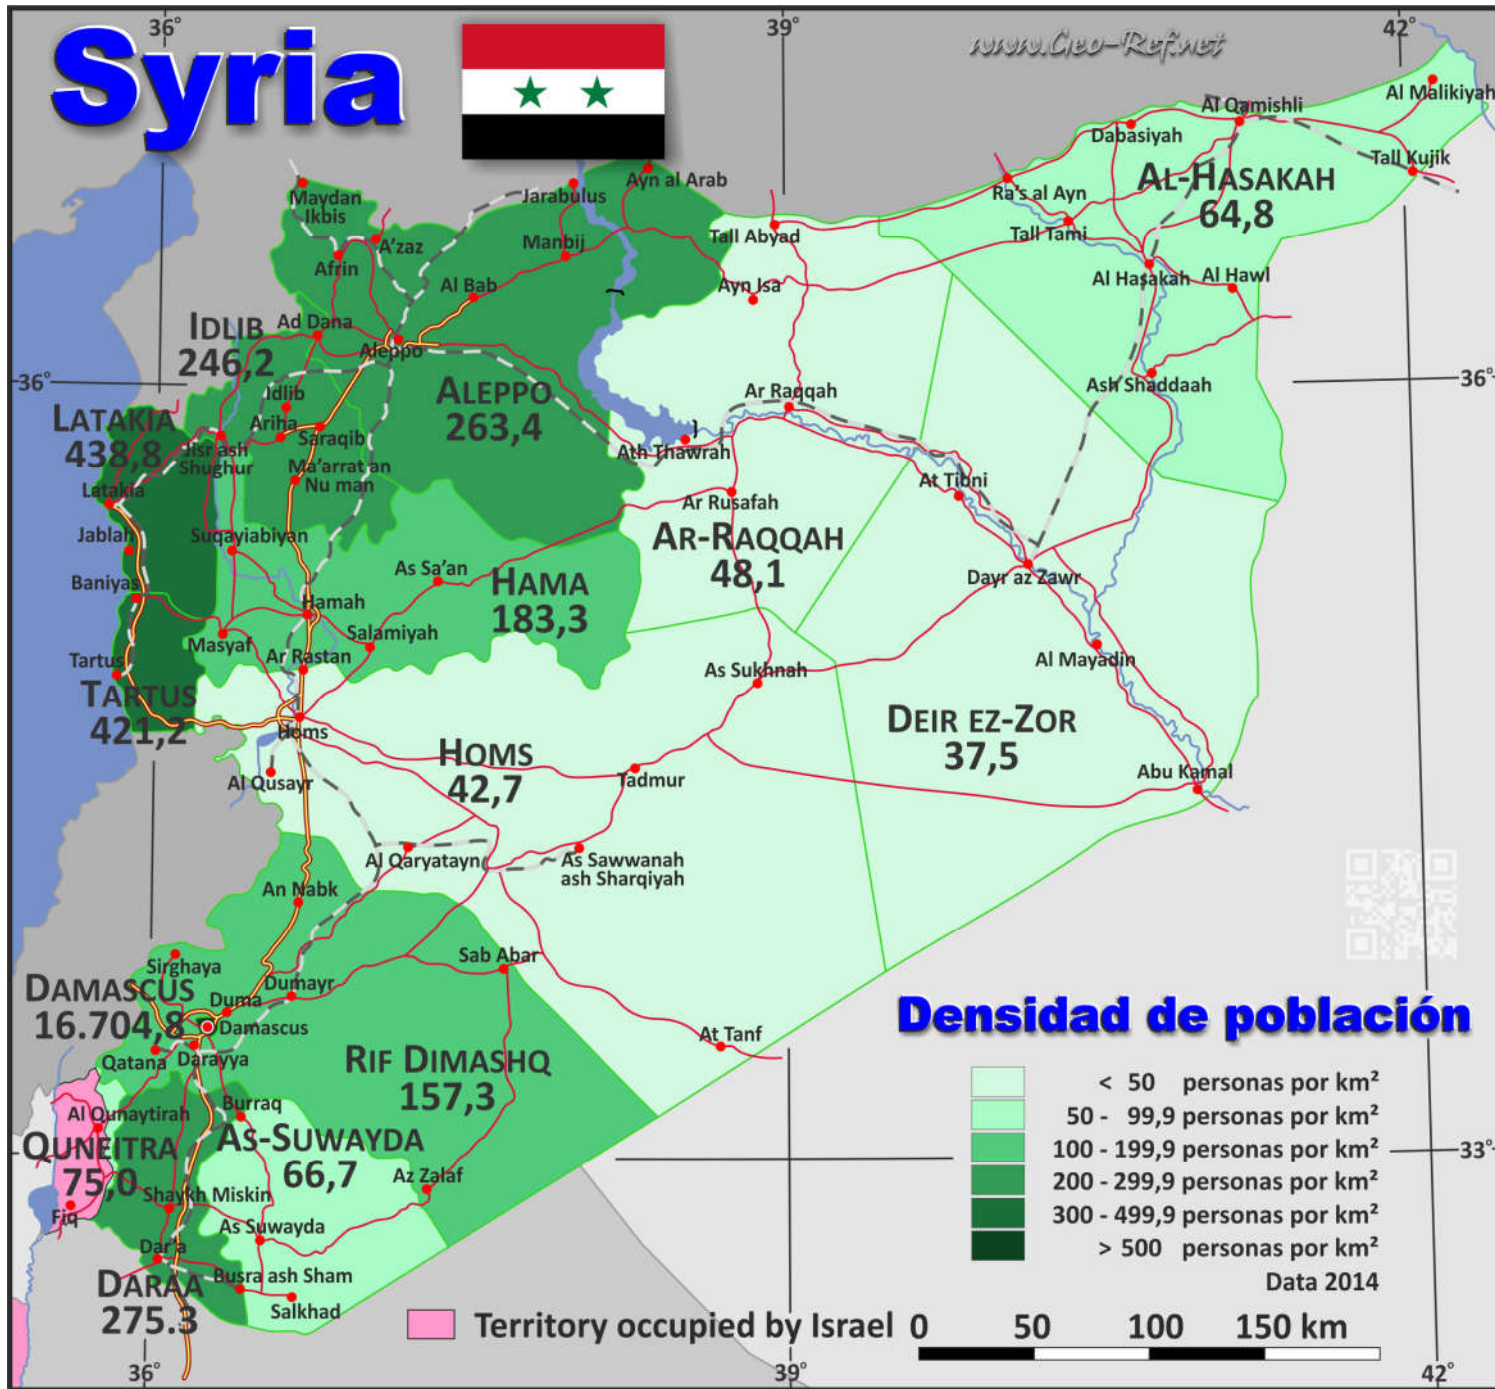 36°
39°
42°
Syria
www.Geo-Ref.net
Al Malikiyah
Al Qamishli
Dabasiyah
Tall Kujik
Ayn al Arab
Maydan
Ikbis
Jarabulus
Ra's al Ayn
AL-HASAKAH
64,8
A'zaz
Manbij
Tall Abyad
Tall Tami
Afrin
Al Bab
Ayn Isa
Al Hasakah
Al Hawl
IDLIB
246,2
Ad Dana
Aleppo
36°
36°
Idlib
ALEPPO
263,4
Ar Raqqah
Ash Shaddaah
LATAKIA
438,8
Ariha
Saraqib
Jisr ash
Shughur
Ath Thawrah
Ma'arrat an
Nu man
At Tibni
Latakia
Ar Rusafah
Jablah
Suqayiabiyan
AR-RAQQAH
48,1
As Sa'an
HAMA
183,3
Dayr az Zawr
Baniyas
Hamah
Masyaf
Salamiyah
Ar Rastan
Tartus
As Sukhnah
Al Mayadin
TARTUS
421,2
Homs
DEIR EZ-ZOR
37,5
HOMS
42,7
Al Qusayr
Tadmur
Abu Kamal
Al Qaryatayn
As Sawwanah
ash Sharqiyah
An Nabk
Sab Abar
Sirghaya
DAMASCUS
16.704,8
Dumayr
Duma
Damascus
Densidad de población
At Tanf
Qatana
Darayya
RIF DIMASHQ
157,3
< 50 personas por km²
Al Qunaytirah
Burraq
50 - 99,9 personas por km²
QUNEITRA
75,0
AS-SUWAYDA
66,7
100 - 199,9 personas por km²
33°
Az Zalaf
200 - 299,9 personas por km²
Shaykh Miskin
Fiq
As Suwayda
300 - 499,9 personas por km²
Dar'a
> 500 personas por km²
DARAA
275.3
Busra ash Sham
Salkhad
Data 2014
Territory occupied by Israel
0 50 100 150 km
36°
39°
42°